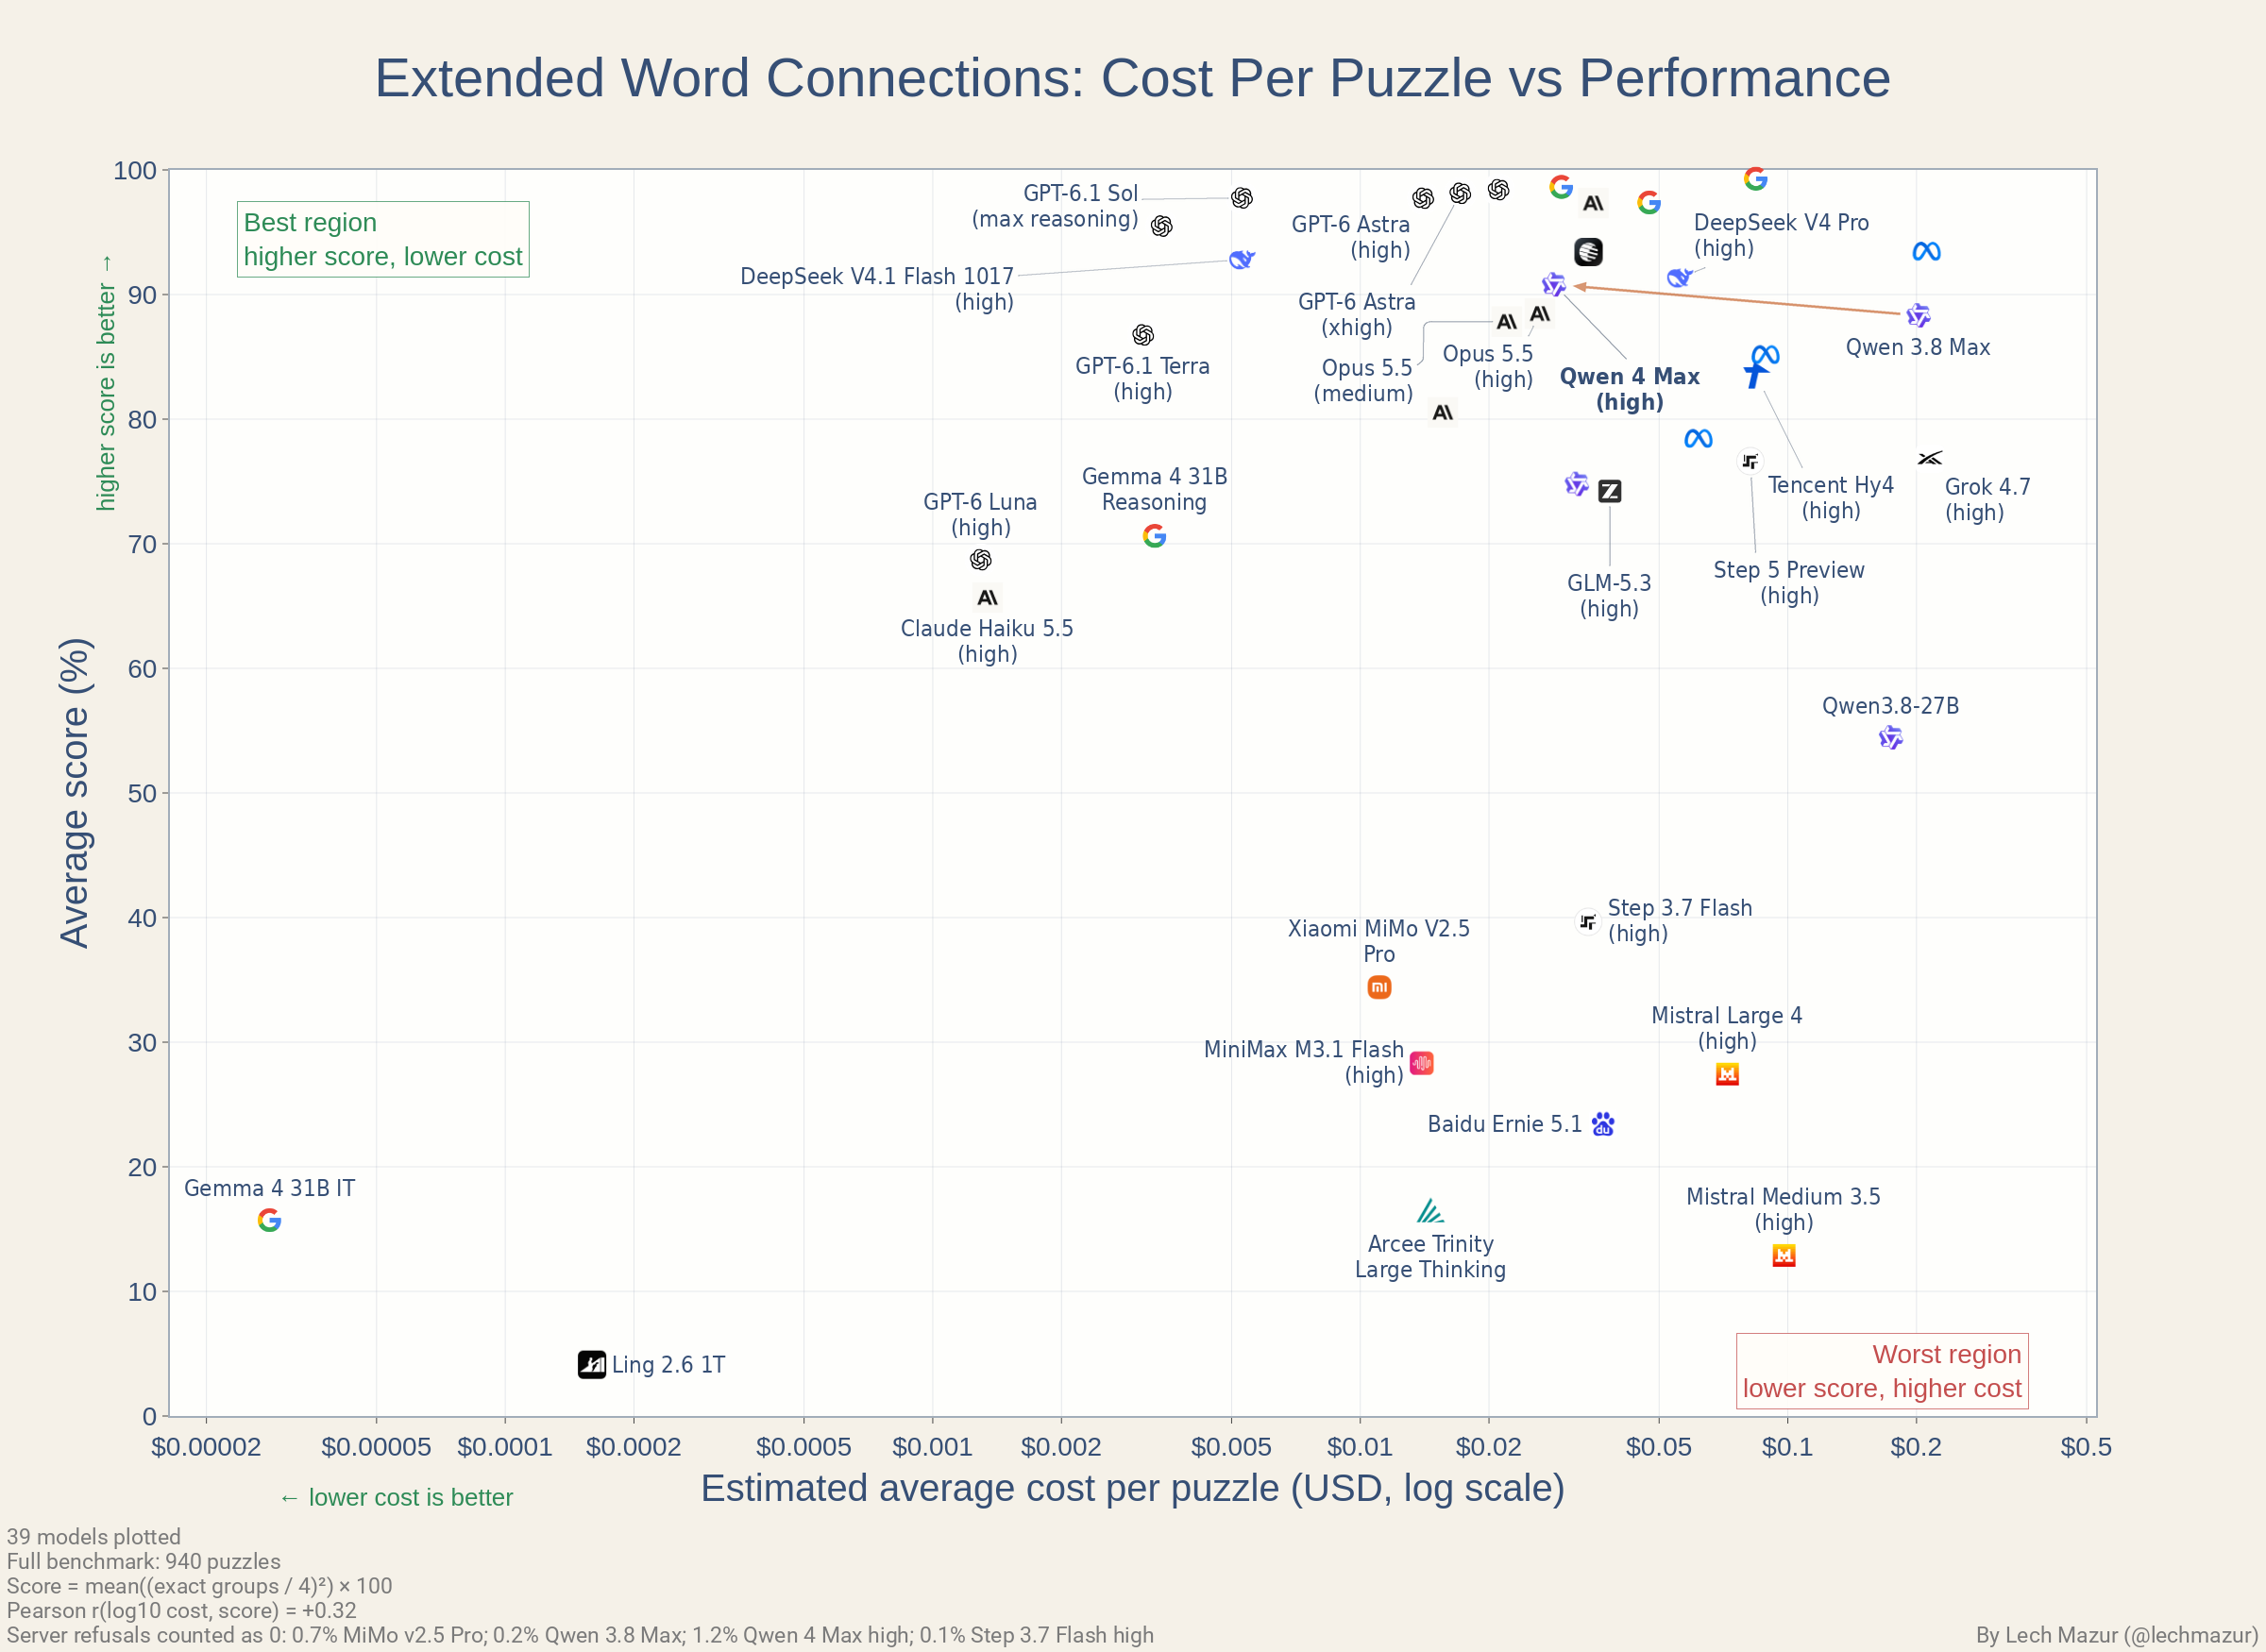 Extended Word Connections: Cost Per Puzzle vs Performance
100
90
80
70
60
50
40
30
20
10
0
higher score is better →
Average score (%)
Best region
higher score, lower cost
GPT-6.1 Sol
(max reasoning)
DeepSeek V4.1 Flash 1017
(high)
GPT-6.1 Terra
(high)
GPT-6 Astra
(high)
GPT-6 Astra
(xhigh)
DeepSeek V4 Pro
(high)
Opus 5.5
(medium)
Opus 5.5
(high)
Qwen 4 Max
(high)
Qwen 3.8 Max
Gemma 4 31B
Reasoning
GPT-6 Luna
(high)
Claude Haiku 5.5
(high)
Tencent Hy4
(high)
Grok 4.7
(high)
GLM-5.3
(high)
Step 5 Preview
(high)
Qwen3.8-27B
Step 3.7 Flash
(high)
Xiaomi MiMo V2.5
Pro
MiniMax M3.1 Flash
(high)
Mistral Large 4
(high)
Baidu Ernie 5.1
Gemma 4 31B IT
Arcee Trinity
Large Thinking
Mistral Medium 3.5
(high)
Ling 2.6 1T
Worst region
lower score, higher cost
$0.00002
$0.00005
$0.0001
$0.0002
$0.0005
$0.001
$0.002
$0.005
$0.01
$0.02
$0.05
$0.1
$0.2
$0.5
← lower cost is better
Estimated average cost per puzzle (USD, log scale)
39 models plotted
Full benchmark: 940 puzzles
Score = mean((exact groups / 4)²) × 100
Pearson r(log10 cost, score) = +0.32
Server refusals counted as 0: 0.7% MiMo v2.5 Pro; 0.2% Qwen 3.8 Max; 1.2% Qwen 4 Max high; 0.1% Step 3.7 Flash high
By Lech Mazur (@lechmazur)